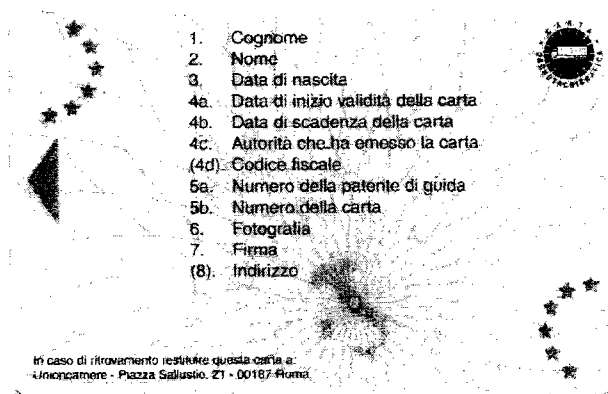 1. Cognome
2. Nome
3. Data di nascita
4a. Data di inizio validità della carta
4b. Data di scadenza della carta
4c. Autorità che ha emesso la carta
(4d) Codice fiscale
5a. Numero della patente di guida
5b. Numero della carta
6. Fotografia
7. Firma
(8). Indirizzo
CARTA
CRONOTACHIGRAFICA
In caso di ritrovamento restituire questa carta a:
Unioncamere - Piazza Sallustio, 21 - 00187 Roma